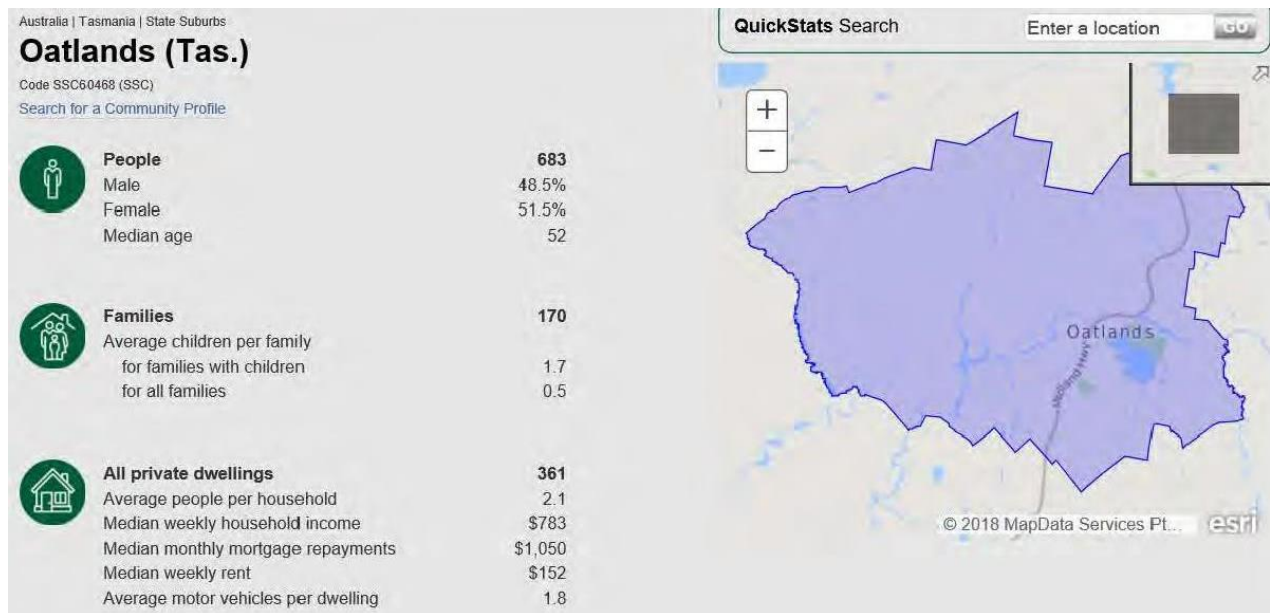 Australia | Tasmania | State Suburbs
Oatlands (Tas.)
Code SSC60468 (SSC)
Search for a Community Profile
People 683
Male 48.5%
Female 51.5%
Median age 52
Families 170
Average children per family
for families with children 1.7
for all families 0.5
All private dwellings 361
Average people per household 2.1
Median weekly household income $783
Median monthly mortgage repayments $1,050
Median weekly rent $152
Average motor vehicles per dwelling 1.8
QuickStats Search Enter a location GO
+
−
Oatlands
Midland Hwy
© 2018 MapData Services Pt... esri